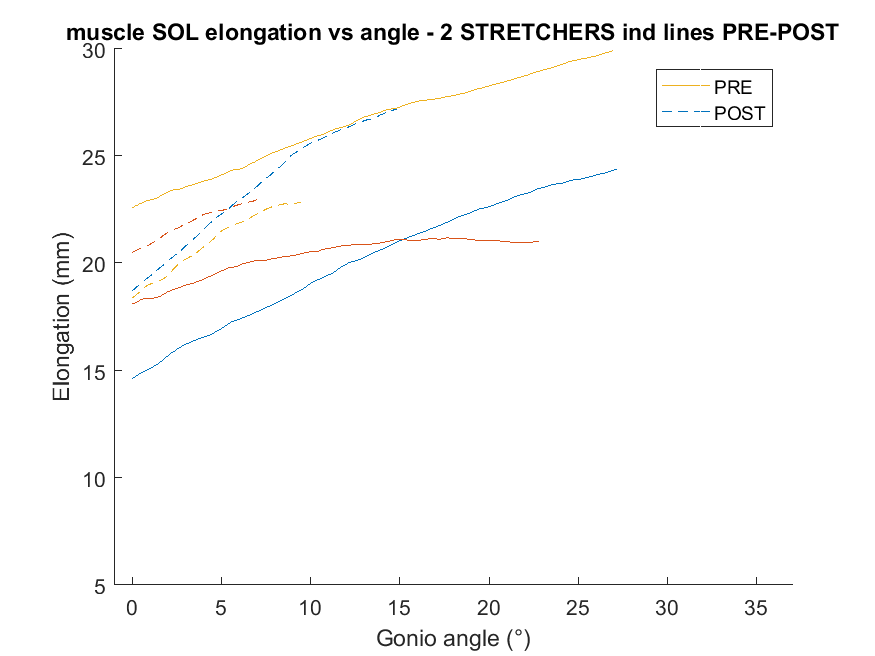 muscle SOL elongation vs angle - 2 STRETCHERS ind lines PRE-POST
30
25
20
15
10
5
Elongation (mm)
PRE
POST
0 5 10 15 20 25 30 35
Gonio angle (°)